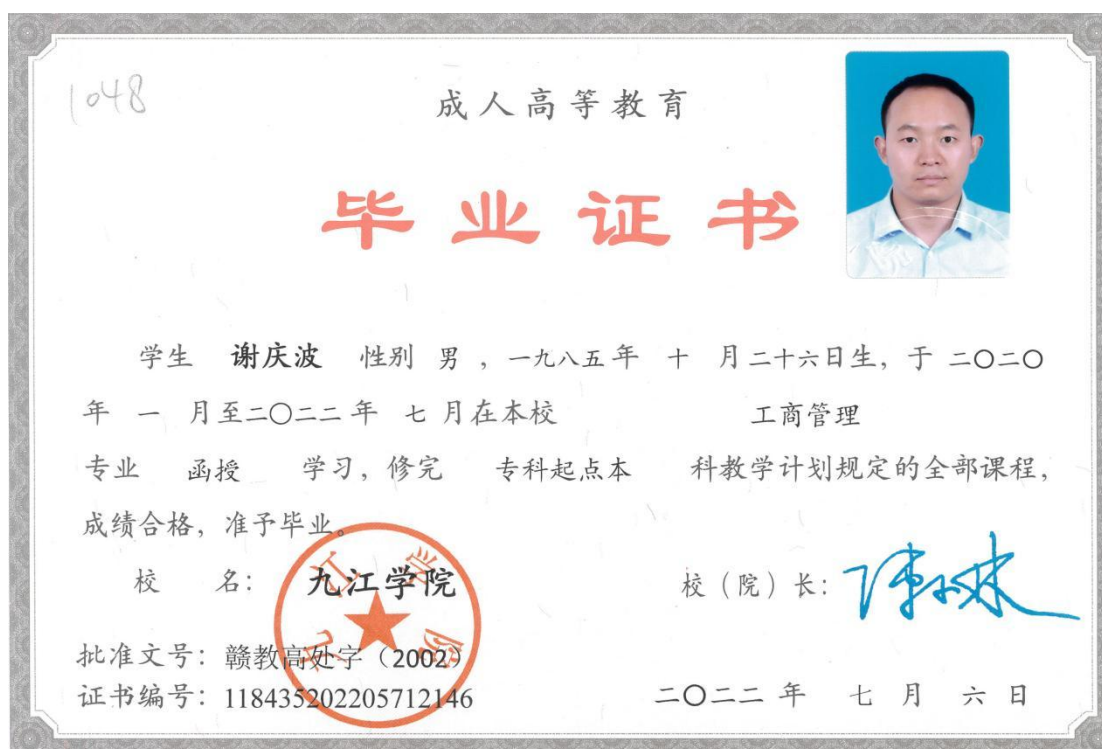 1048
成人高等教育
毕业证书
学生 谢庆波 性别 男 ，一九八五年 十 月二十六日生，于 二〇二〇
年 一 月至二〇二二年 七 月在本校 工商管理
专业 函授 学习，修完 专科起点本 科教学计划规定的全部课程，
成绩合格，准予毕业。
校 名： 九江学院
九江学院
校（院）长：
批准文号：赣教高处字（2002）
证书编号：118435202205712146
二〇二二 年 七 月 六 日